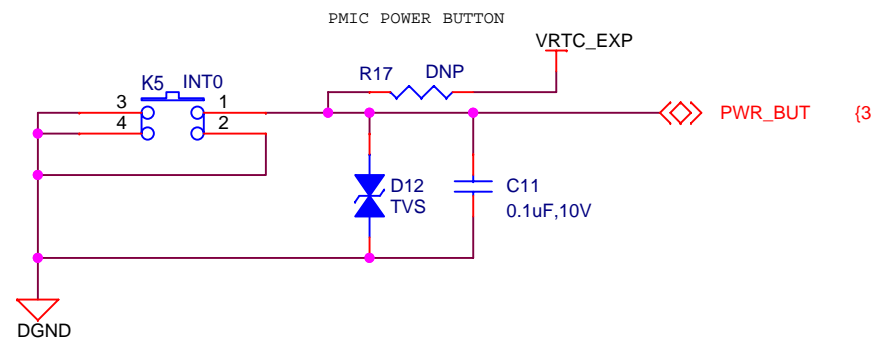 PMIC POWER BUTTON
VRTC_EXP
R17 DNP
K5 INT0
3 1
4 2
PWR_BUT {3
D12
TVS
C11
0.1uF,10V
DGND